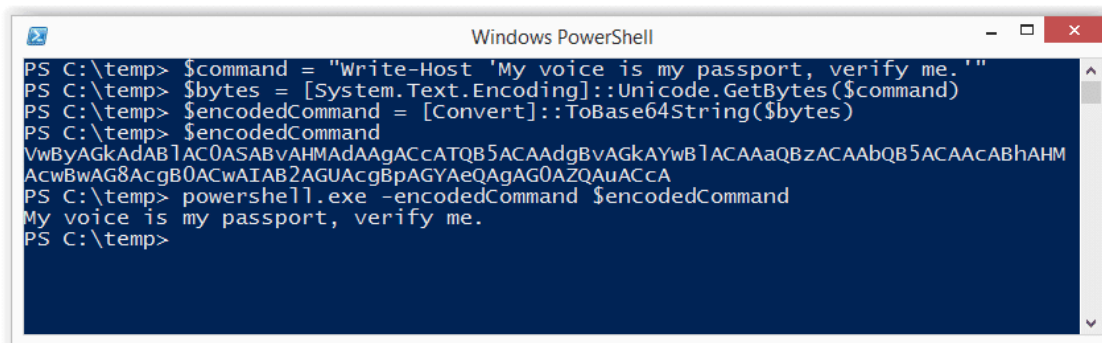 Windows PowerShell
PS C:\temp> $command = "Write-Host 'My voice is my passport, verify me.'"
PS C:\temp> $bytes = [System.Text.Encoding]::Unicode.GetBytes($command)
PS C:\temp> $encodedCommand = [Convert]::ToBase64String($bytes)
PS C:\temp> $encodedCommand
VwByAGkAdABlAC0ASABvAHMAdAAgACcATQB5ACAAdgBvAGkAYwBlACAAaQBzACAAbQB5ACAAcABhAHM
AcwBwAG8AcgB0ACwAIAB2AGUAcgBpAGYAeQAgAG0AZQAuACcA
PS C:\temp> powershell.exe -encodedCommand $encodedCommand
My voice is my passport, verify me.
PS C:\temp>